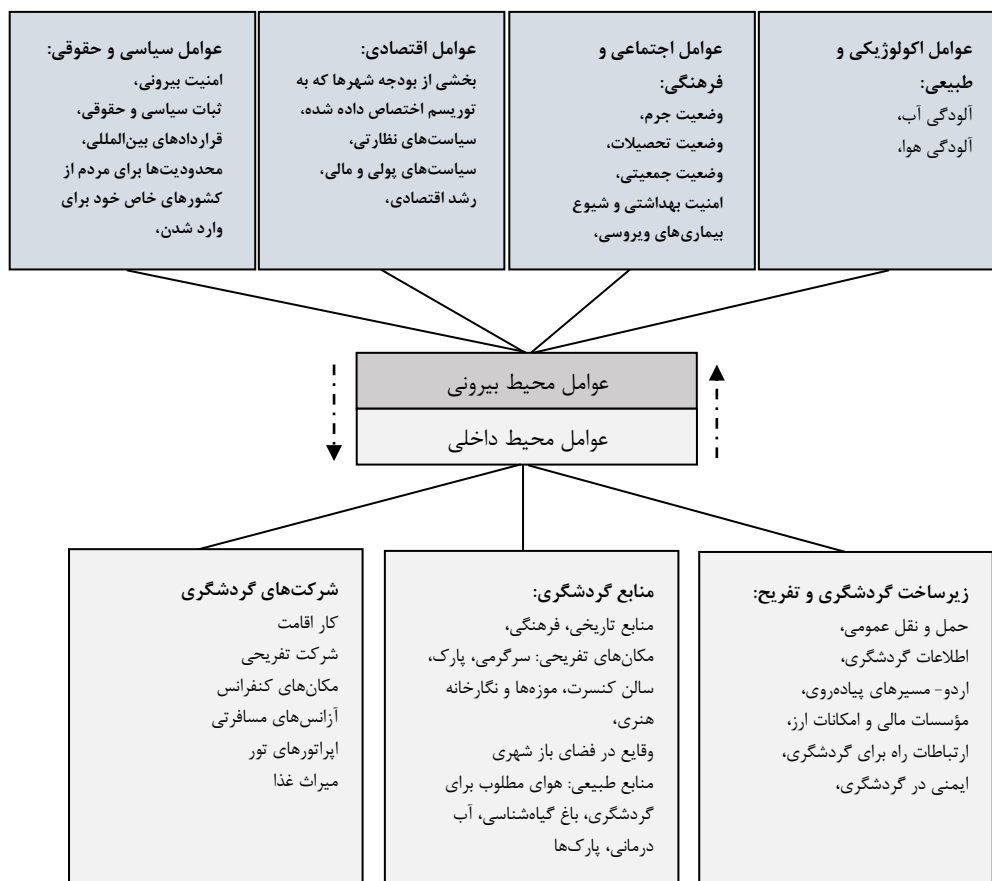 عوامل اکولوژیکی و
طبیعی:
آلودگی آب،
آلودگی هوا،
عوامل اجتماعی و
فرهنگی:
وضعیت جرم،
وضعیت تحصیلات،
وضعیت جمعیتی،
امنیت بهداشتی و شیوع
بیماری‌های ویروسی،
عوامل اقتصادی:
بخشی از بودجه شهرها که به
توریسم اختصاص داده شده،
سیاست‌های نظارتی،
سیاست‌های پولی و مالی،
رشد اقتصادی،
عوامل سیاسی و حقوقی:
امنیت بیرونی،
ثبات سیاسی و حقوقی،
قراردادهای بین‌المللی،
محدودیت‌ها برای مردم از
کشورهای خاص خود برای
وارد شدن،
عوامل محیط بیرونی
عوامل محیط داخلی
زیرساخت گردشگری و تفریح:
حمل و نقل عمومی،
اطلاعات گردشگری،
اردو- مسیرهای پیاده‌روی،
مؤسسات مالی و امکانات ارز،
ارتباطات راه برای گردشگری،
ایمنی در گردشگری،
منابع گردشگری:
منابع تاریخی، فرهنگی،
مکان‌های تفریحی: سرگرمی، پارک،
سالن کنسرت، موزه‌ها و نگارخانه
هنری،
وقایع در فضای باز شهری
منابع طبیعی: هوای مطلوب برای
گردشگری، باغ گیاه‌شناسی، آب
درمانی، پارک‌ها
شرکت‌های گردشگری
کار اقامت
شرکت تفریحی
مکان‌های کنفرانس
آژانس‌های مسافرتی
اپراتورهای تور
میراث غذا